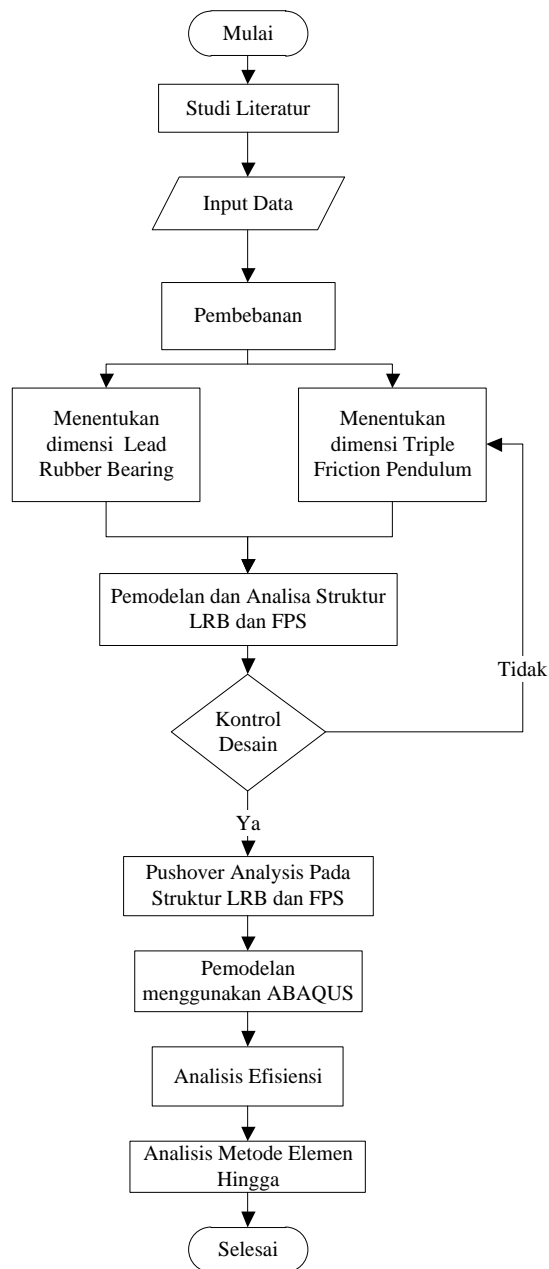 Mulai
Studi Literatur
Input Data
Pembebanan
Menentukan
dimensi Lead
Rubber Bearing
Menentukan
dimensi Triple
Friction Pendulum
Pemodelan dan Analisa Struktur
LRB dan FPS
Tidak
Kontrol
Desain
Ya
Pushover Analysis Pada
Struktur LRB dan FPS
Pemodelan
menggunakan ABAQUS
Analisis Efisiensi
Analisis Metode Elemen
Hingga
Selesai